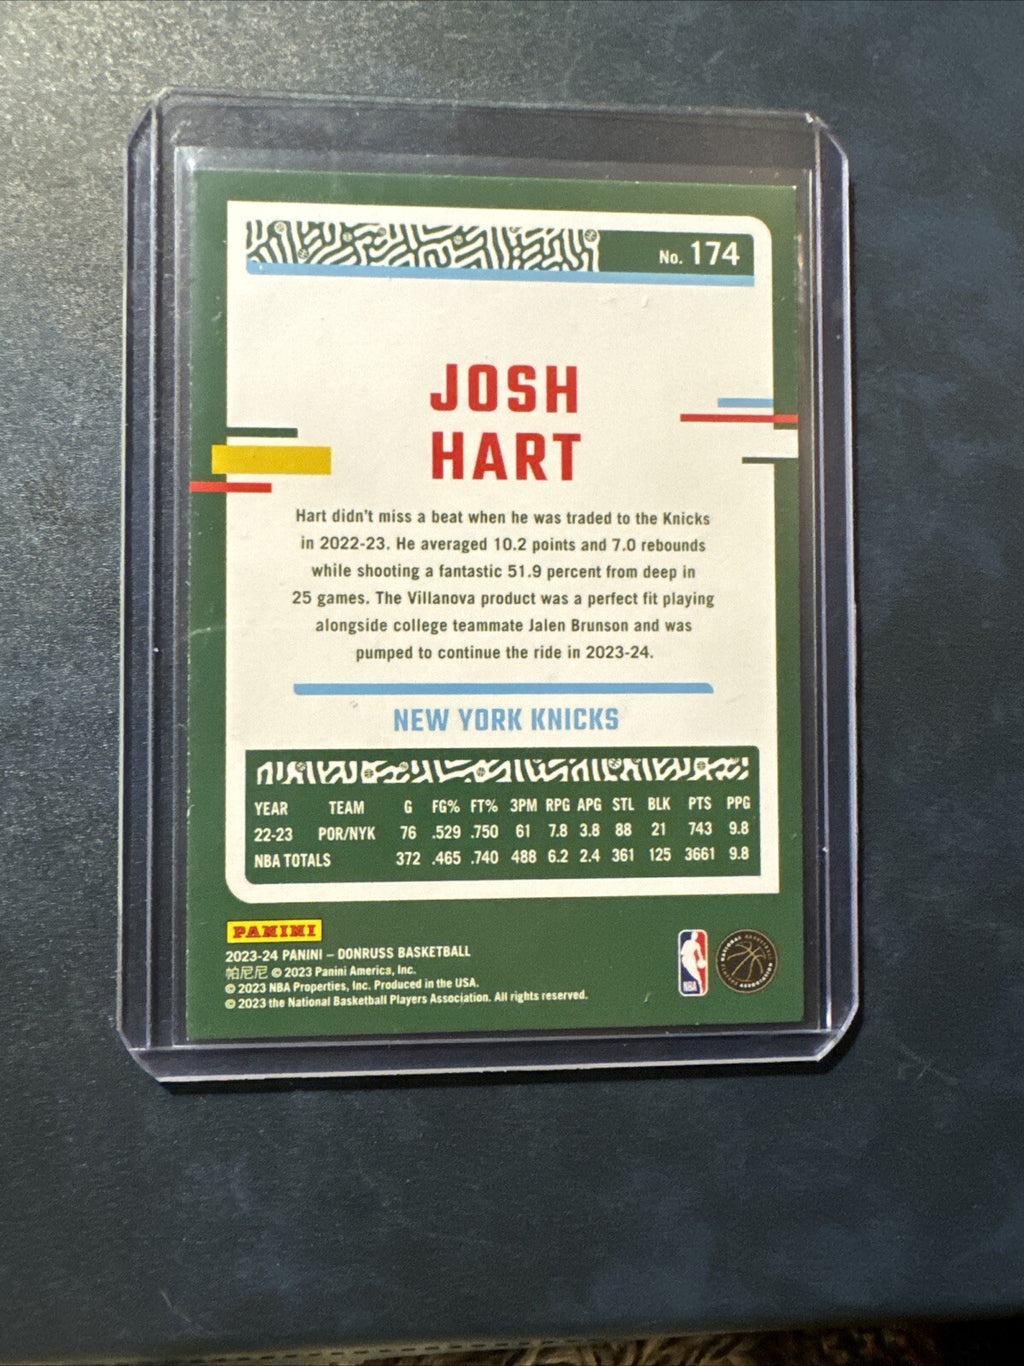 No. 174
JOSH
HART
Hart didn't miss a beat when he was traded to the Knicks
in 2022-23. He averaged 10.2 points and 7.0 rebounds
while shooting a fantastic 51.9 percent from deep in
25 games. The Villanova product was a perfect fit playing
alongside college teammate Jalen Brunson and was
pumped to continue the ride in 2023-24.
NEW YORK KNICKS
YEAR TEAM G FG% FT% 3PM RPG APG STL BLK PTS PPG
22-23 POR/NYK 76 .529 .750 61 7.8 3.8 88 21 743 9.8
NBA TOTALS 372 .465 .740 488 6.2 2.4 361 125 3661 9.8
PANINI
2023-24 PANINI – DONRUSS BASKETBALL
帕尼尼 © 2023 Panini America, Inc.
© 2023 NBA Properties, Inc. Produced in the USA.
© 2023 the National Basketball Players Association. All rights reserved.
NBA
NATIONAL BASKETBALL PLAYERS ASSOCIATION